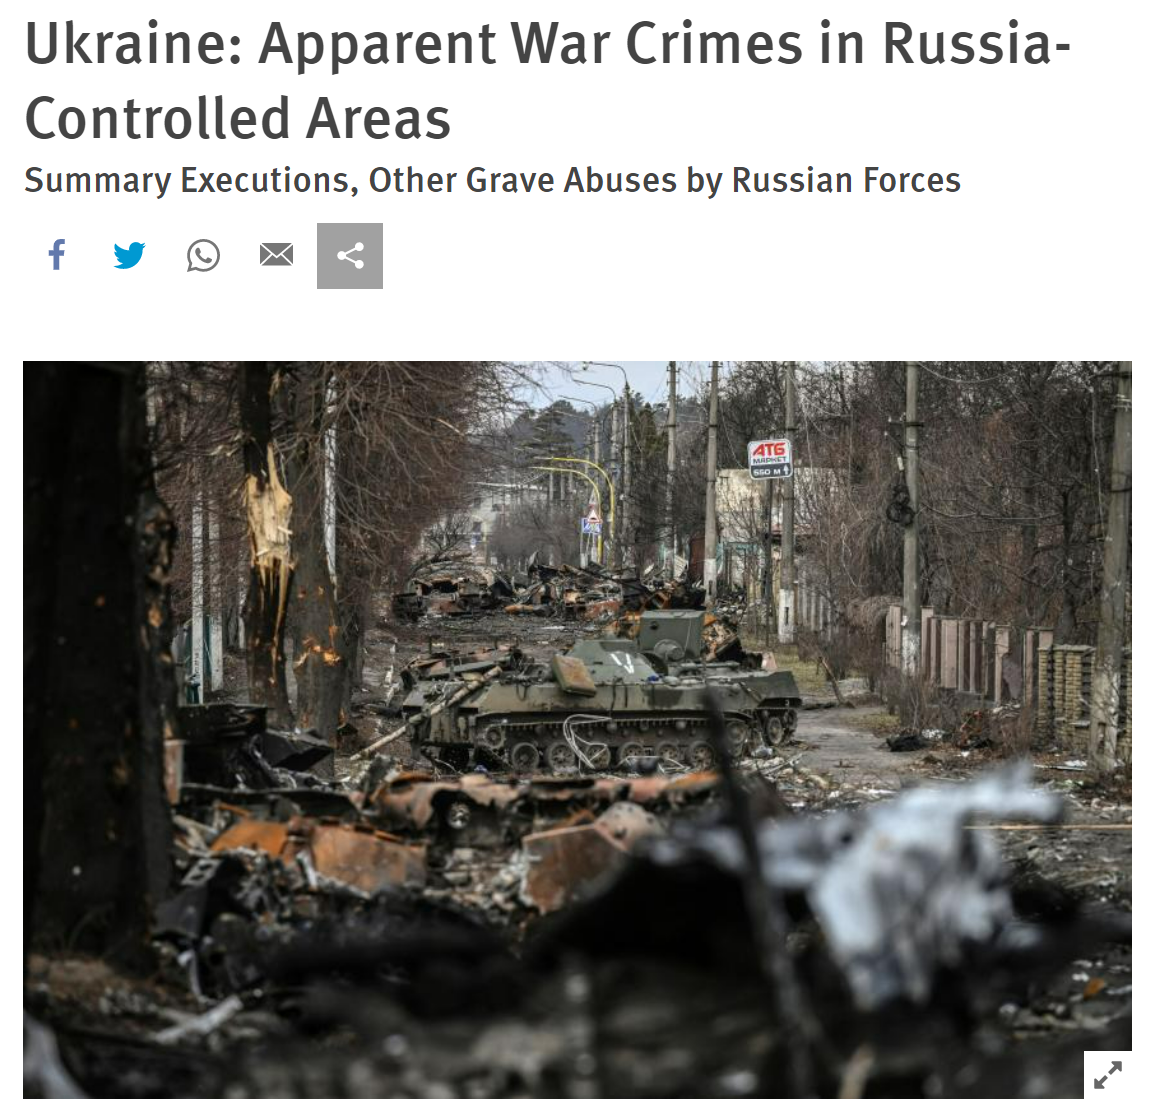 Ukraine: Apparent War Crimes in Russia-
Controlled Areas
Summary Executions, Other Grave Abuses by Russian Forces
АТБ
МАРКЕТ
550 М
V